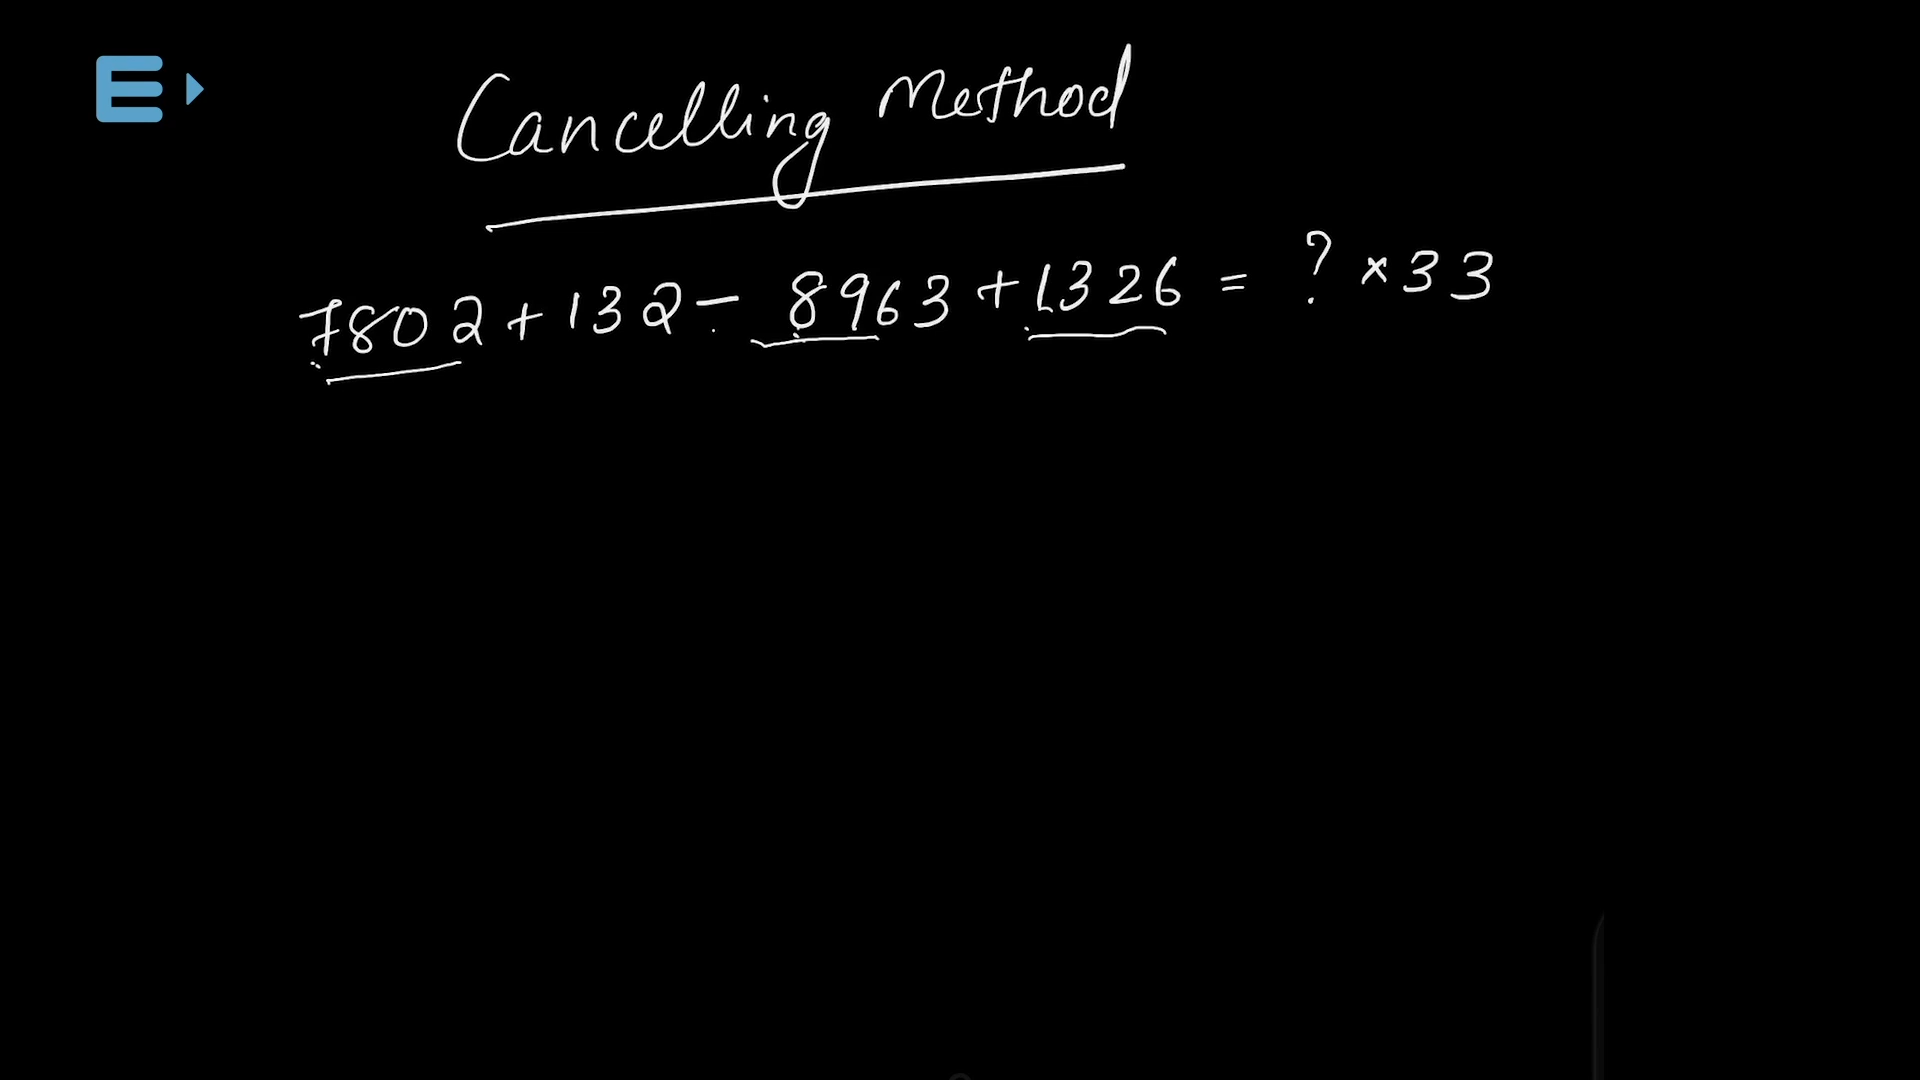 Cancelling Method
7802 + 132 - 8963 + 1326 = ? × 33